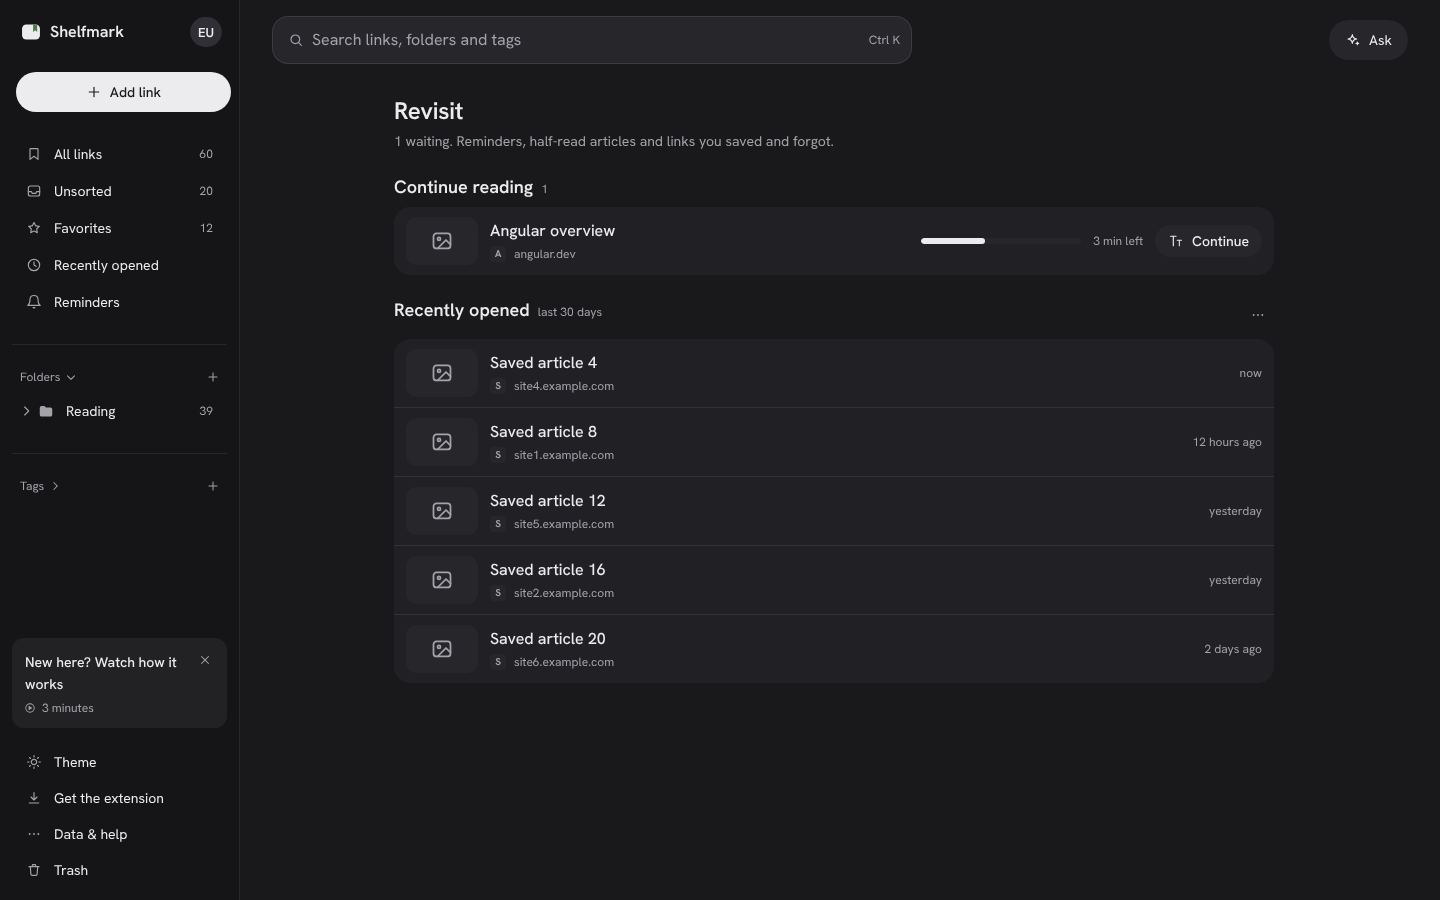 Shelfmark
EU
Add link
All links 60
Unsorted 20
Favorites 12
Recently opened
Reminders
Folders
Reading 39
Tags
New here? Watch how it
works
3 minutes
Theme
Get the extension
Data & help
Trash
Search links, folders and tags Ctrl K
Ask
Revisit
1 waiting. Reminders, half-read articles and links you saved and forgot.
Continue reading 1
Angular overview
A angular.dev
3 min left Continue
Recently opened last 30 days
Saved article 4
S site4.example.com
now
Saved article 8
S site1.example.com
12 hours ago
Saved article 12
S site5.example.com
yesterday
Saved article 16
S site2.example.com
yesterday
Saved article 20
S site6.example.com
2 days ago